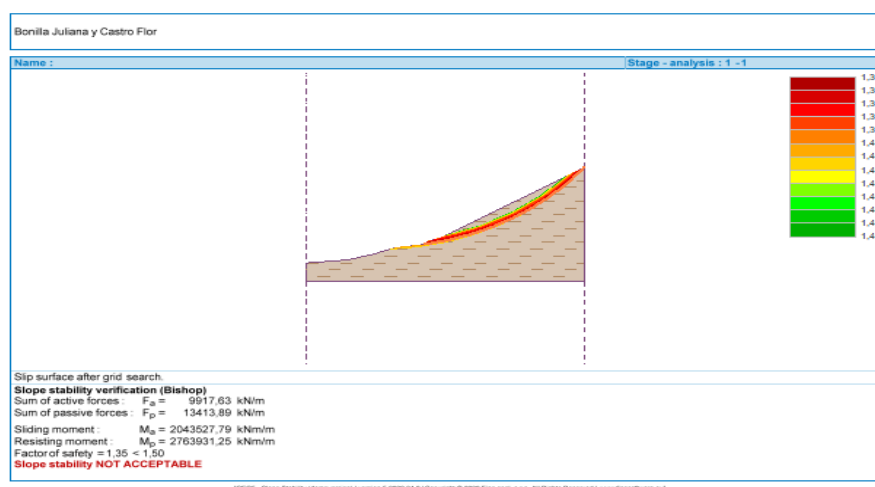 Bonilla Juliana y Castro Flor
Name :
Stage - analysis : 1 -1
1,3
1,3
1,3
1,3
1,4
1,4
1,4
1,4
1,4
1,4
1,4
1,4
1,4
Slip surface after grid search.
Slope stability verification (Bishop)
Sum of active forces : Fa = 9917,63 kN/m
Sum of passive forces : Fp = 13413,89 kN/m
Sliding moment : Ma = 2043527,79 kNm/m
Resisting moment : Mp = 2763931,25 kNm/m
Factor of safety = 1,35 < 1,50
Slope stability NOT ACCEPTABLE